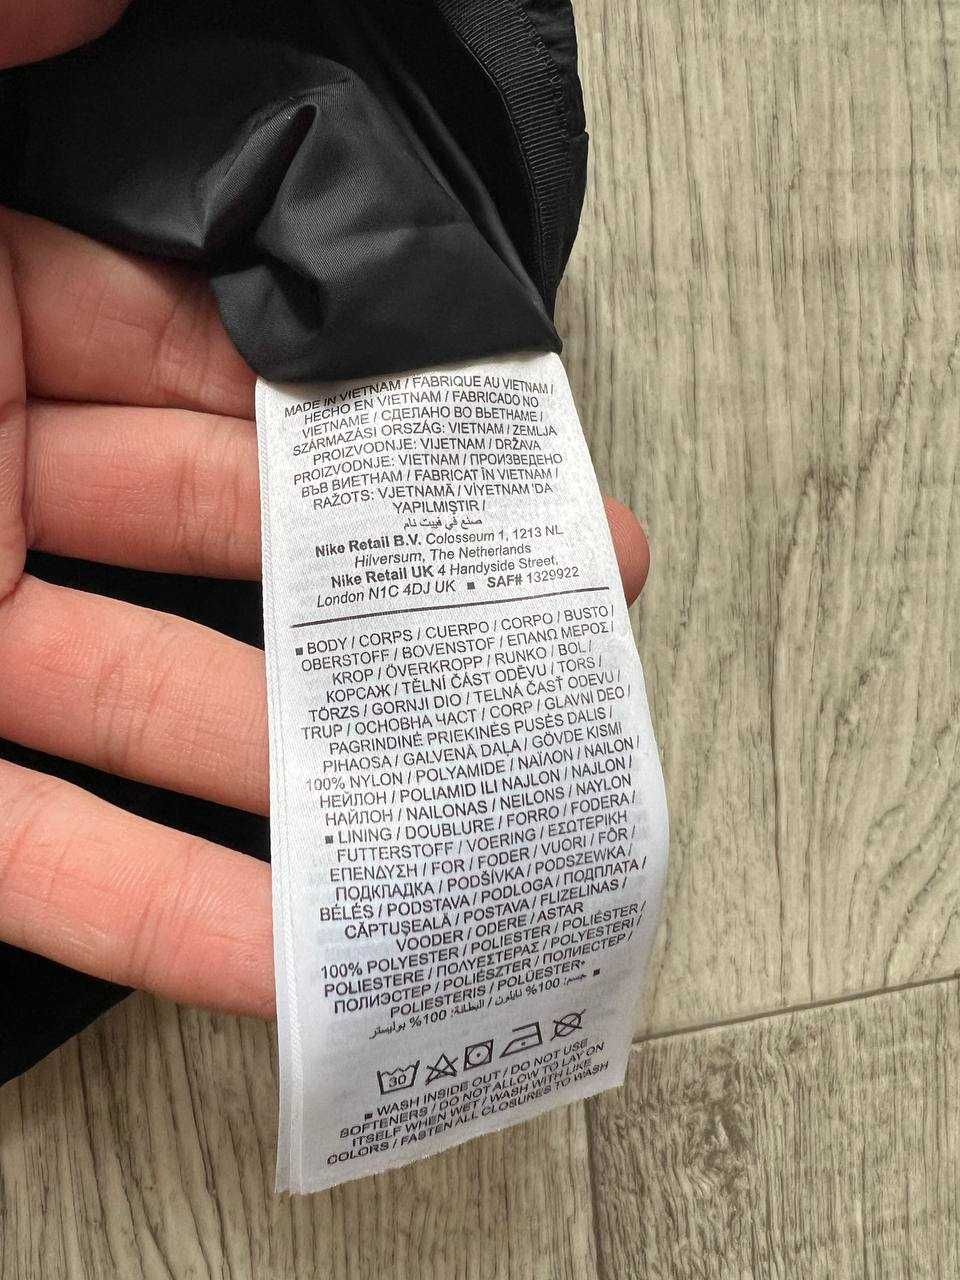 MADE IN VIETNAM / FABRIQUE AU VIETNAM /
HECHO EN VIETNAM / FABRICADO NO
VIETNAME / СДЕЛАНО ВО ВЬЕТНАМЕ /
SZÁRMAZÁSI ORSZÁG: VIETNAM / ZEMLJA
PROIZVODNJE: VIJETNAM / DRŽAVA
PROIZVODNJE: VIETNAM / ПРОИЗВЕДЕНО
ВЪВ ВИЕТНАМ / FABRICAT ÎN VIETNAM /
RAŽOTS: VJETNAMĀ / VİYETNAM 'DA
YAPILMIŞTIR /
صنع في فييت نام
Nike Retail B.V. Colosseum 1, 1213 NL
Hilversum, The Netherlands
Nike Retail UK 4 Handyside Street,
London N1C 4DJ UK ■ SAF# 1329922
■ BODY / CORPS / CUERPO / CORPO / BUSTO /
OBERSTOFF / BOVENSTOF / ΕΠΑΝΩ ΜΕΡΟΣ /
KROP / ÖVERKROPP / RUNKO / BOL /
КОРСАЖ / TĚLNÍ ČÁST ODĚVU / TORS /
TÖRZS / GORNJI DIO / TELNÁ ČASŤ ODEVU /
TRUP / ОСНОВНА ЧАСТ / CORP / GLAVNI DEO /
PAGRINDINĖ PRIEKINĖS PUSĖS DALIS /
PIHAOSA / GALVENĀ DAĻA / GÖVDE KISMI
100% NYLON / POLYAMIDE / NAÏLON / NAILON /
НЕЙЛОН / POLIAMID ILI NAJLON / NAJLON /
НАЙЛОН / NAILONAS / NEILONS / NAYLON
■ LINING / DOUBLURE / FORRO / FODERA /
FUTTERSTOFF / VOERING / ΕΣΩΤΕΡΙΚΗ
ΕΠΕΝΔΥΣΗ / FOR / FODER / VUORI / FÔR /
ПОДКЛАДКА / PODŠÍVKA / PODSZEWKA /
BÉLÉS / PODSTAVA / PODLOGA / ПОДПЛАТА /
CĂPTUȘEALĂ / POSTAVA / FLIZELINAS /
VOODER / ODERE / ASTAR
100% POLYESTER / POLIESTER / POLIÉSTER /
POLIESTERE / ΠΟΛΥΕΣΤΕΡΑΣ / POLYESTERI /
ПОЛИЭСТЕР / POLIÉSZTER / ПОЛИЕСТЕР /
POLIESTERIS / POLÜESTER
■ جسم: 100% نايلون / البطانة: 100% بوليستر
30
■ WASH INSIDE OUT / DO NOT USE
SOFTENERS / DO NOT ALLOW TO LAY ON
ITSELF WHEN WET / WASH WITH LIKE
COLORS / FASTEN ALL CLOSURES TO WASH